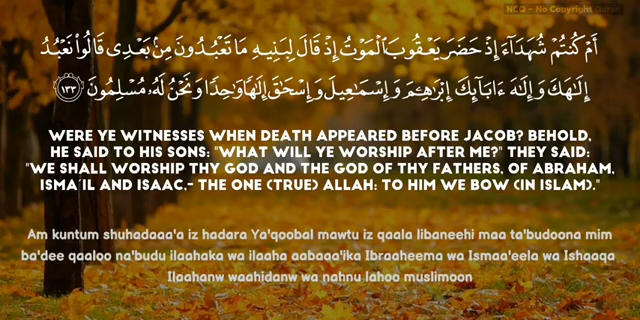 NCQ - No Copyright Quran
أَمْ كُنتُمْ شُهَدَآءَ إِذْ حَضَرَ يَعْقُوبَ ٱلْمَوْتُ إِذْ قَالَ لِبَنِيهِ مَا تَعْبُدُونَ مِنۢ بَعْدِى قَالُوا۟ نَعْبُدُ
إِلَـٰهَكَ وَإِلَـٰهَ ءَابَآئِكَ إِبْرَٰهِـۧمَ وَإِسْمَـٰعِيلَ وَإِسْحَـٰقَ إِلَـٰهًا وَٰحِدًا وَنَحْنُ لَهُۥ مُسْلِمُونَ ١٣٣
WERE YE WITNESSES WHEN DEATH APPEARED BEFORE JACOB? BEHOLD,
HE SAID TO HIS SONS: "WHAT WILL YE WORSHIP AFTER ME?" THEY SAID:
"WE SHALL WORSHIP THY GOD AND THE GOD OF THY FATHERS, OF ABRAHAM,
ISMA'IL AND ISAAC,- THE ONE (TRUE) ALLAH: TO HIM WE BOW (IN ISLAM)."
Am kuntum shuhadaaa'a iz hadara Ya'qoobal mawtu iz qaala libaneehi maa ta'budoona mim
ba'dee qaaloo na'budu ilaahaka wa ilaaha aabaaa'ika Ibraaheema wa Ismaa'eela wa Ishaaqa
Ilaahanw waahidanw wa nahnu lahoo muslimoon